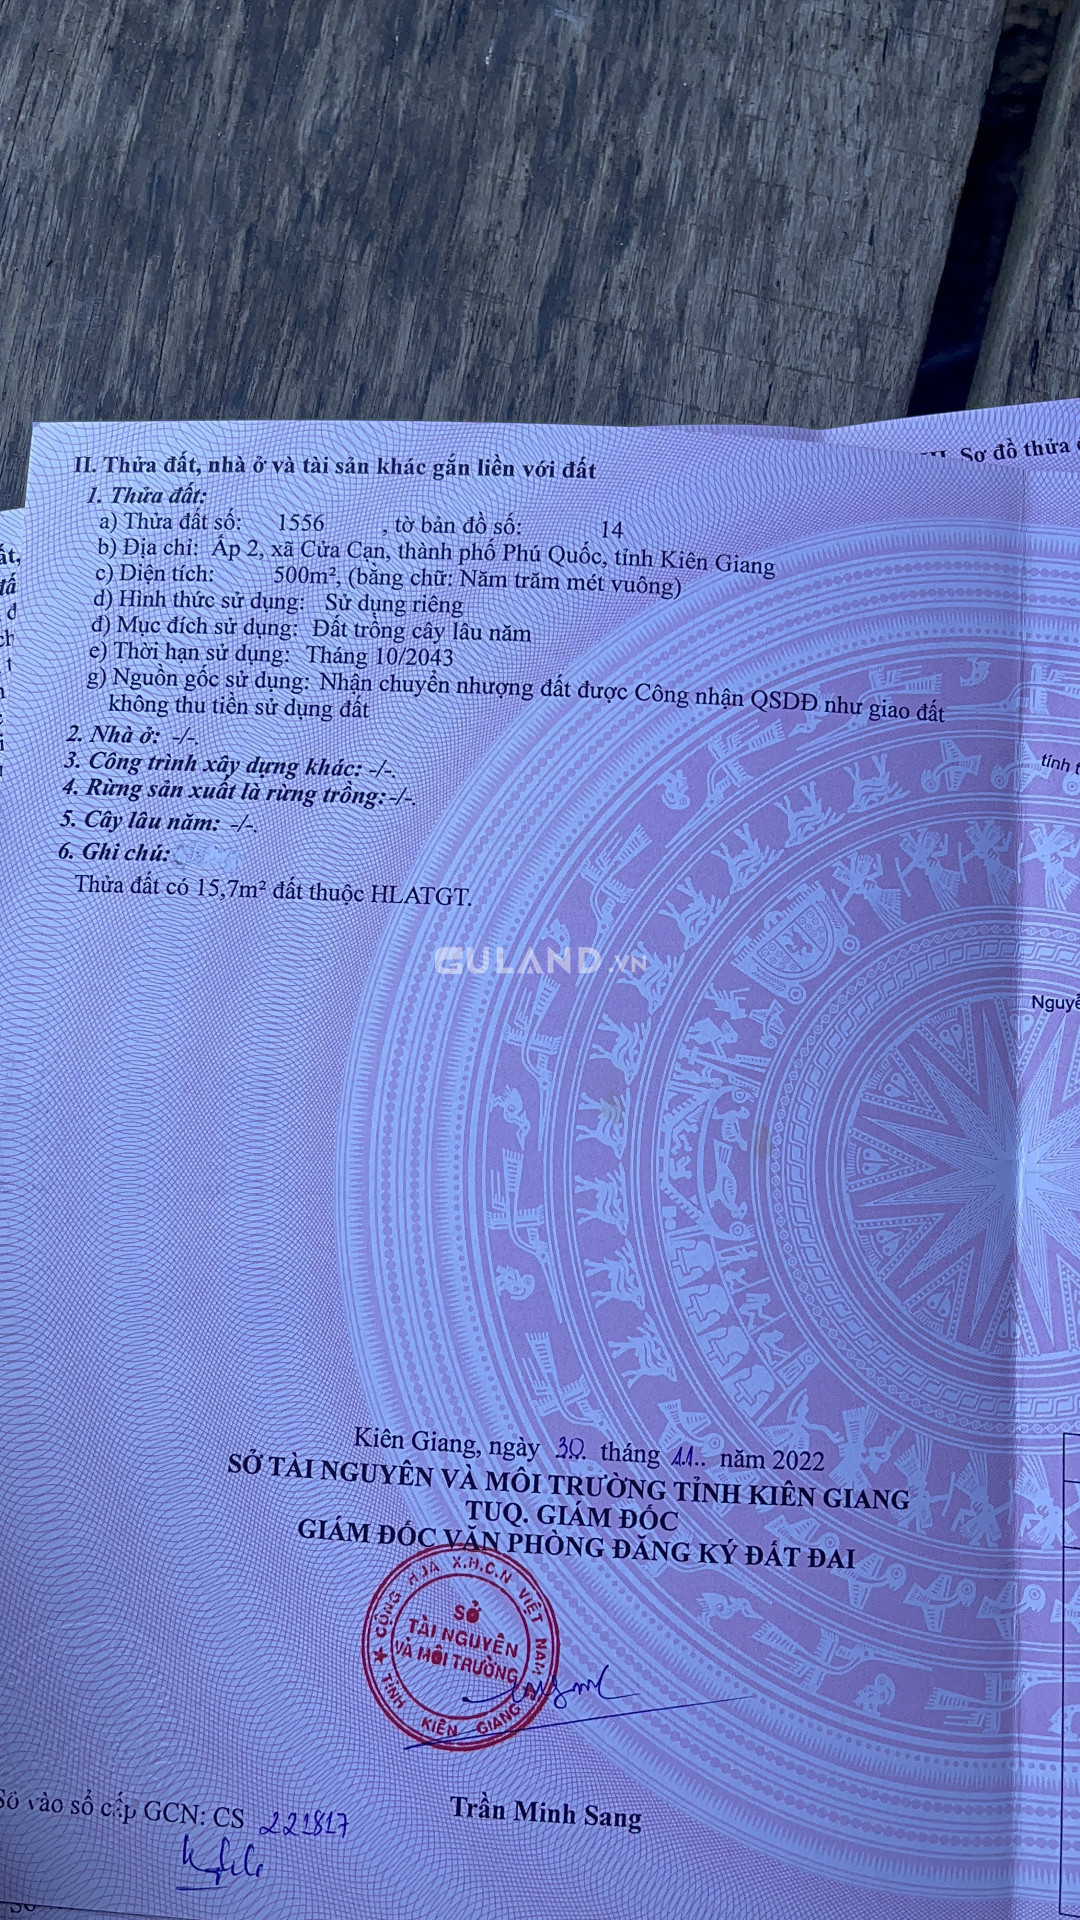 II. Thửa đất, nhà ở và tài sản khác gắn liền với đất
Sơ đồ thửa
1. Thửa đất:
a) Thửa đất số: 1556 , tờ bản đồ số: 14
b) Địa chỉ: Ấp 2, xã Cửa Cạn, thành phố Phú Quốc, tỉnh Kiên Giang
c) Diện tích: 500m², (bằng chữ: Năm trăm mét vuông)
d) Hình thức sử dụng: Sử dụng riêng
đ) Mục đích sử dụng: Đất trồng cây lâu năm
e) Thời hạn sử dụng: Tháng 10/2043
g) Nguồn gốc sử dụng: Nhận chuyển nhượng đất được Công nhận QSDĐ như giao đất
không thu tiền sử dụng đất
2. Nhà ở: -/-.
3. Công trình xây dựng khác: -/-.
4. Rừng sản xuất là rừng trồng: -/-.
5. Cây lâu năm: -/-.
6. Ghi chú:
Thửa đất có 15,7m² đất thuộc HLATGT.
tỉnh
GULAND.VN
Kiên Giang, ngày 30. tháng 11.. năm 2022
SỞ TÀI NGUYÊN VÀ MÔI TRƯỜNG TỈNH KIÊN GIANG
TUQ. GIÁM ĐỐC
GIÁM ĐỐC VĂN PHÒNG ĐĂNG KÝ ĐẤT ĐAI
CỘNG HÒA X.H.C.N VIỆT NAM
SỞ
TÀI NGUYÊN
VÀ MÔI TRƯỜNG
TỈNH KIÊN GIANG
Trần Minh Sang
Số vào sổ cấp GCN: CS 221817